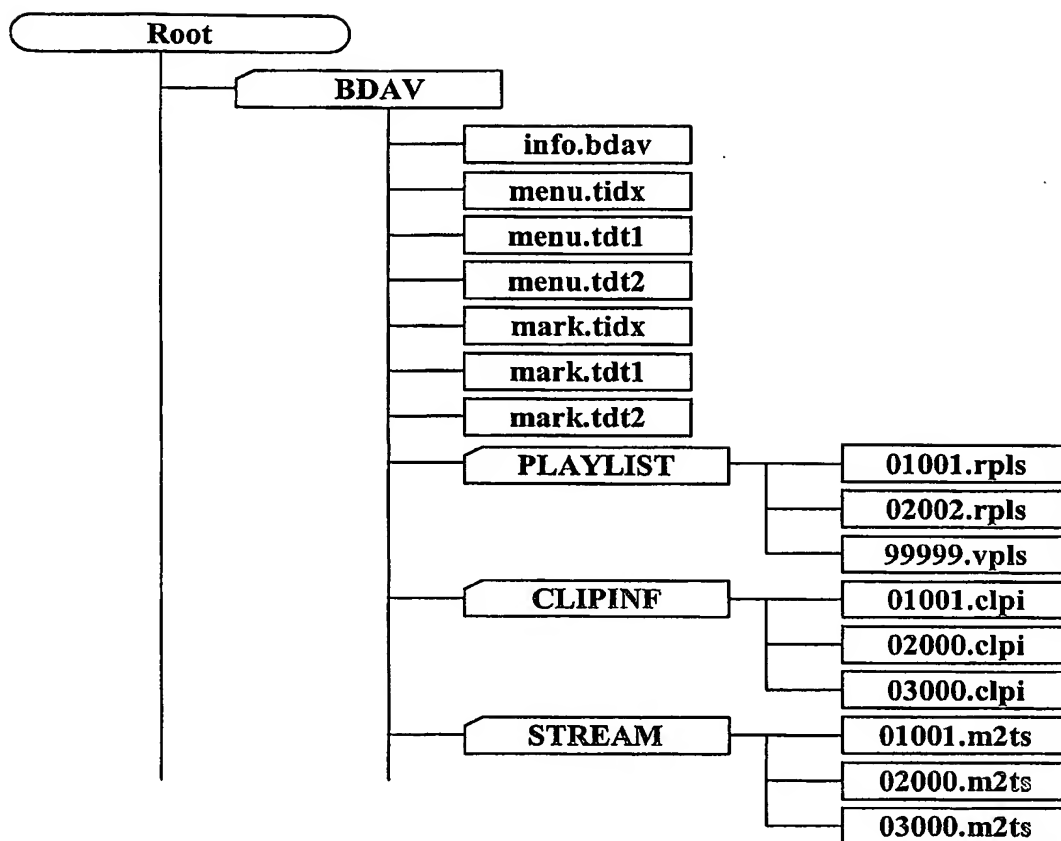 Root
BDAV
info.bdav
menu.tidx
menu.tdt1
menu.tdt2
mark.tidx
mark.tdt1
mark.tdt2
PLAYLIST
01001.rpls
02002.rpls
99999.vpls
CLIPINF
01001.clpi
02000.clpi
03000.clpi
STREAM
01001.m2ts
02000.m2ts
03000.m2ts